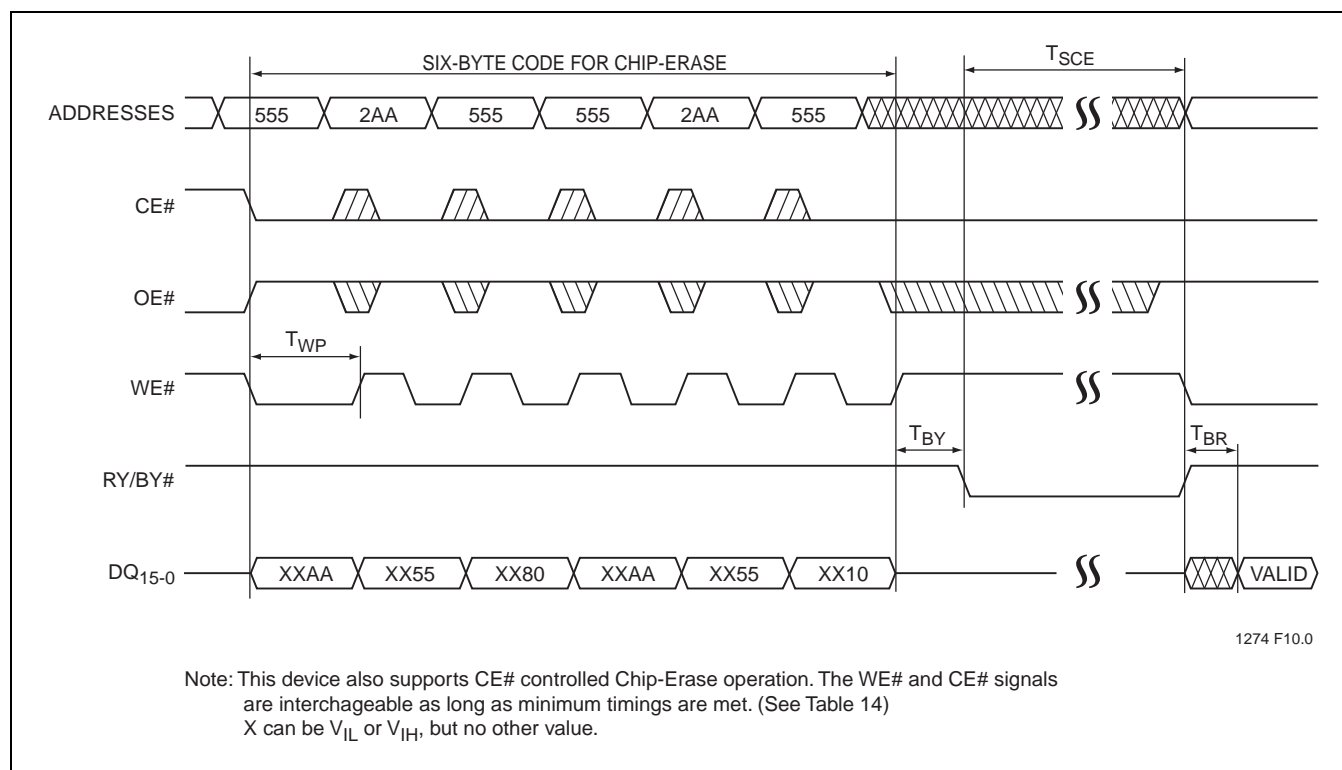 SIX-BYTE CODE FOR CHIP-ERASE
TSCE
ADDRESSES 555 2AA 555 555 2AA 555
CE#
OE#
TWP
WE#
TBY TBR
RY/BY#
DQ15-0 XXAA XX55 XX80 XXAA XX55 XX10 VALID
1274 F10.0
Note: This device also supports CE# controlled Chip-Erase operation. The WE# and CE# signals
are interchageable as long as minimum timings are met. (See Table 14)
X can be VIL or VIH, but no other value.